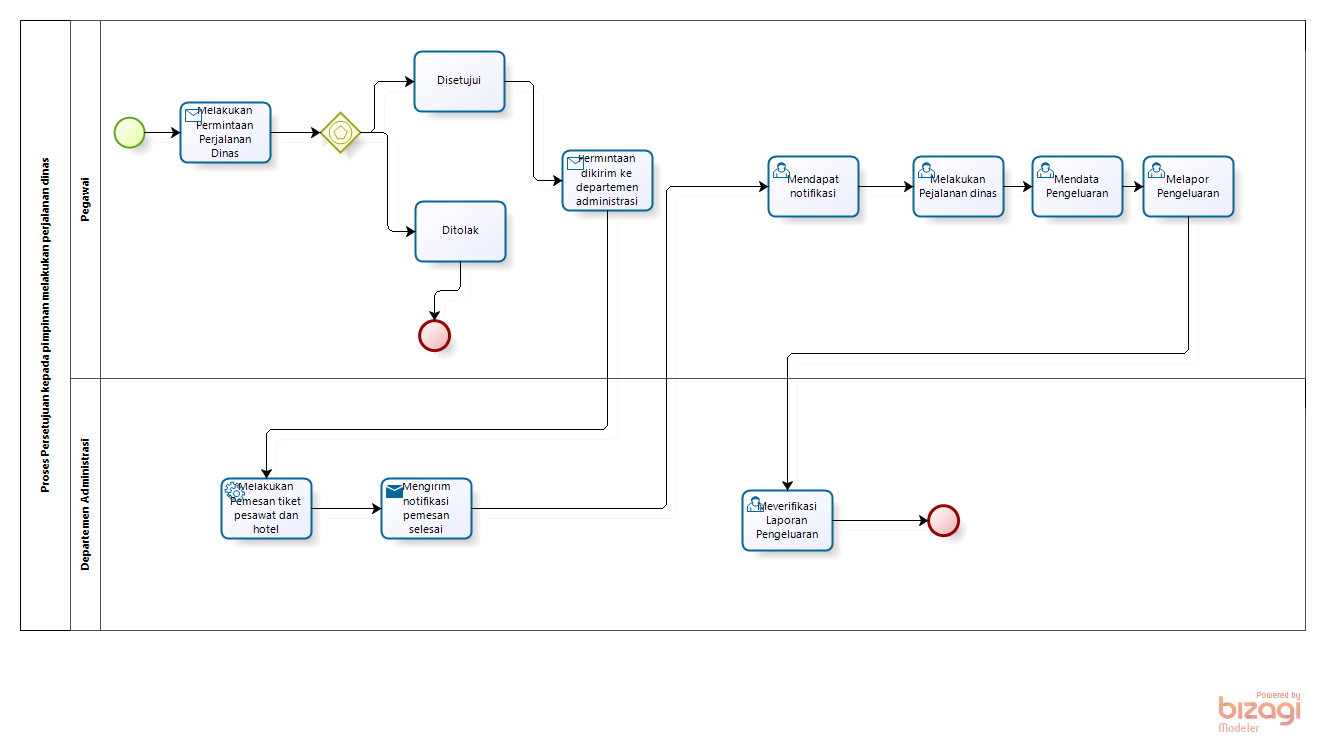 Proses Persetujuan kepada pimpinan melakukan perjalanan dinas
Pegawai
Melakukan
Permintaan
Perjalanan
Dinas
Disetujui
Ditolak
Permintaan
dikirim ke
departemen
administrasi
Mendapat
notifikasi
Melakukan
Pejalanan dinas
Mendata
Pengeluaran
Melapor
Pengeluaran
Departemen Administrasi
Melakukan
Pemesan tiket
pesawat dan
hotel
Mengirim
notifikasi
pemesan
selesai
Meverifikasi
Laporan
Pengeluaran
Powered by
bizagi
Modeler